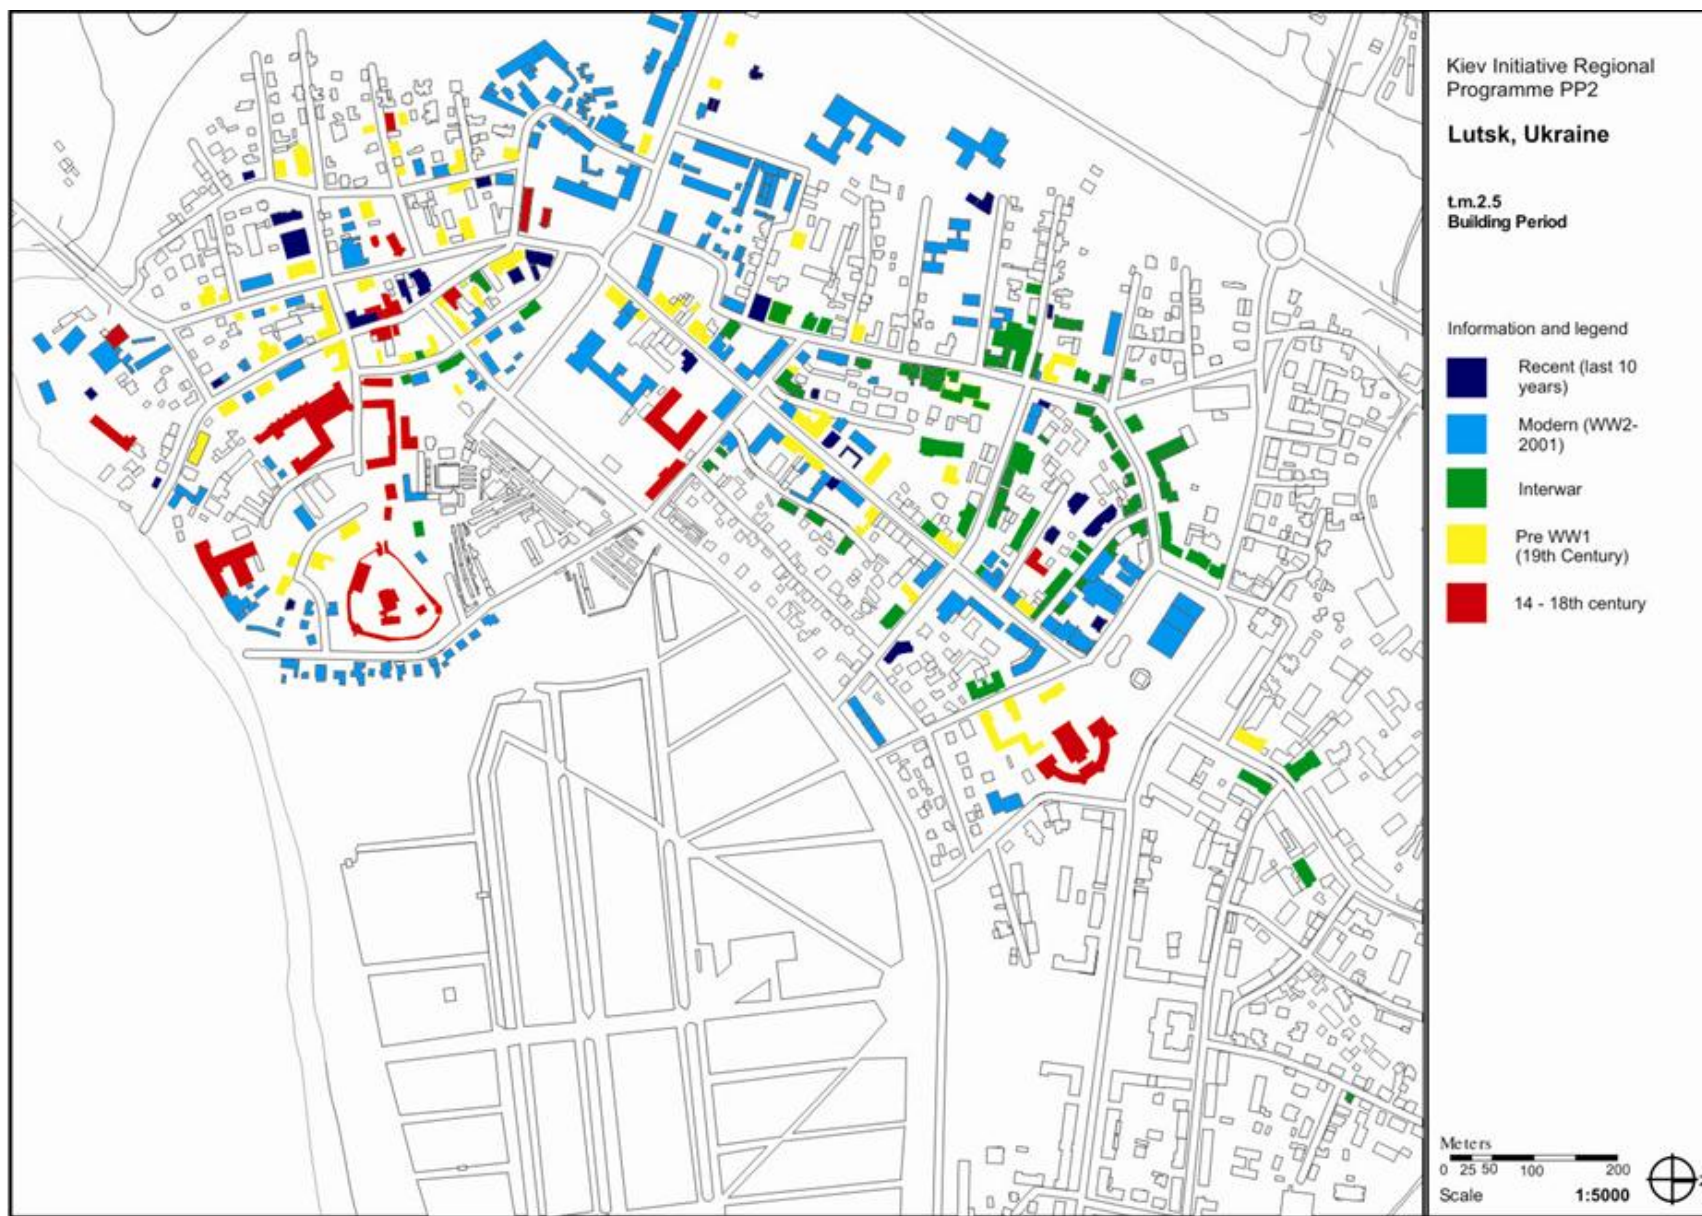 Kiev Initiative Regional
Programme PP2
Lutsk, Ukraine
t.m.2.5
Building Period
Information and legend
Recent (last 10
years)
Modern (WW2-
2001)
Interwar
Pre WW1
(19th Century)
14 - 18th century
Meters
0 25 50 100 200
Scale 1:5000